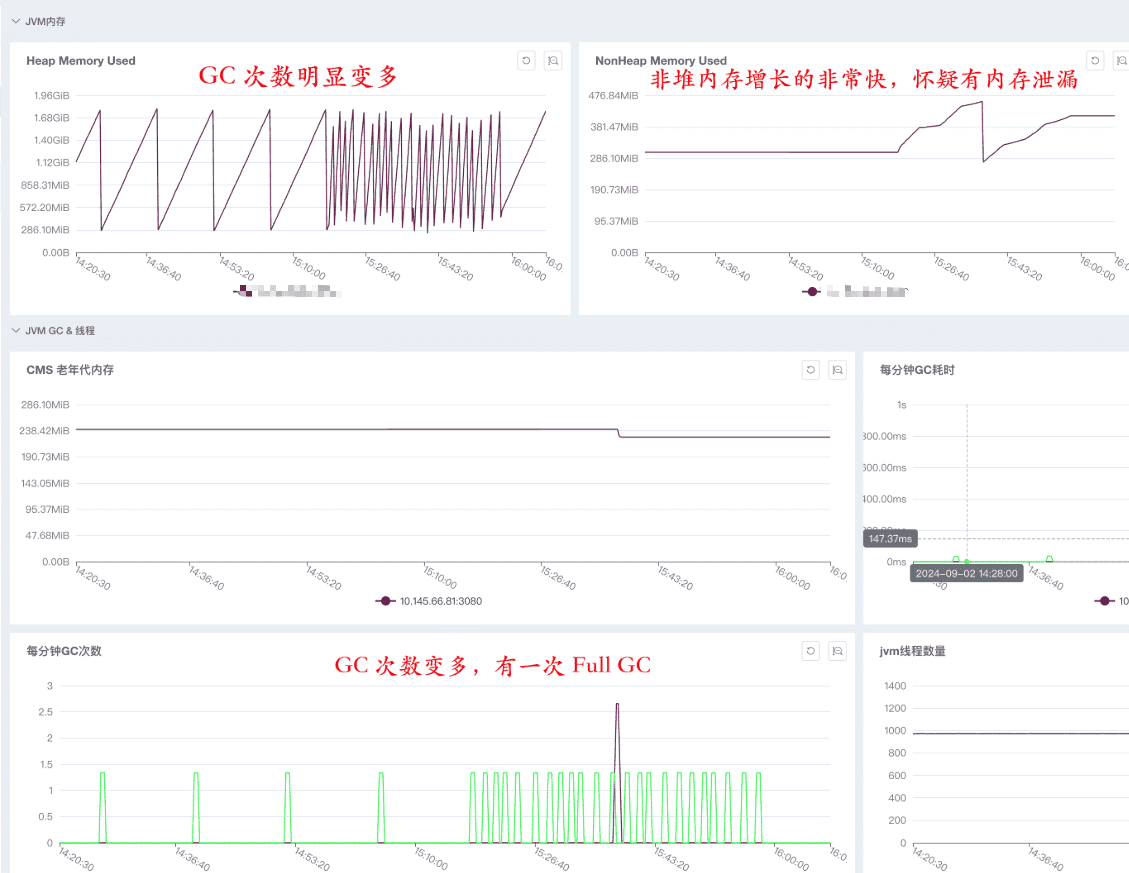 JVM内存
Heap Memory Used
GC 次数明显变多
1.96GiB
1.68GiB
1.40GiB
1.12GiB
858.31MiB
572.20MiB
286.10MiB
0.00B
14:20:30 14:36:40 14:53:20 15:10:00 15:26:40 15:43:20 16:00:00 16:0.
NonHeap Memory Used
非堆内存增长的非常快，怀疑有内存泄漏
476.84MiB
381.47MiB
286.10MiB
190.73MiB
95.37MiB
0.00B
14:20:30 14:36:40 14:53:20 15:10:00 15:26:40 15:43:20 16:00:00 16:0.
JVM GC & 线程
CMS 老年代内存
286.10MiB
238.42MiB
190.73MiB
143.05MiB
95.37MiB
47.68MiB
0.00B
14:20:30 14:36:40 14:53:20 15:10:00 15:26:40 15:43:20 16:00:00 16:0.
10.145.66.81:3080
每分钟GC耗时
1s
800.00ms
600.00ms
400.00ms
147.37ms
0ms
2024-09-02 14:28:00
:30 14:36:40
10
每分钟GC次数
GC 次数变多，有一次 Full GC
3
2.5
2
1.5
1
0.5
0
14:20:30 14:36:40 14:53:20 15:10:00 15:26:40 15:43:20 16:00:00 16:0.
jvm线程数量
1400
1200
1000
800
600
400
200
0
14:20:30 14:36:40